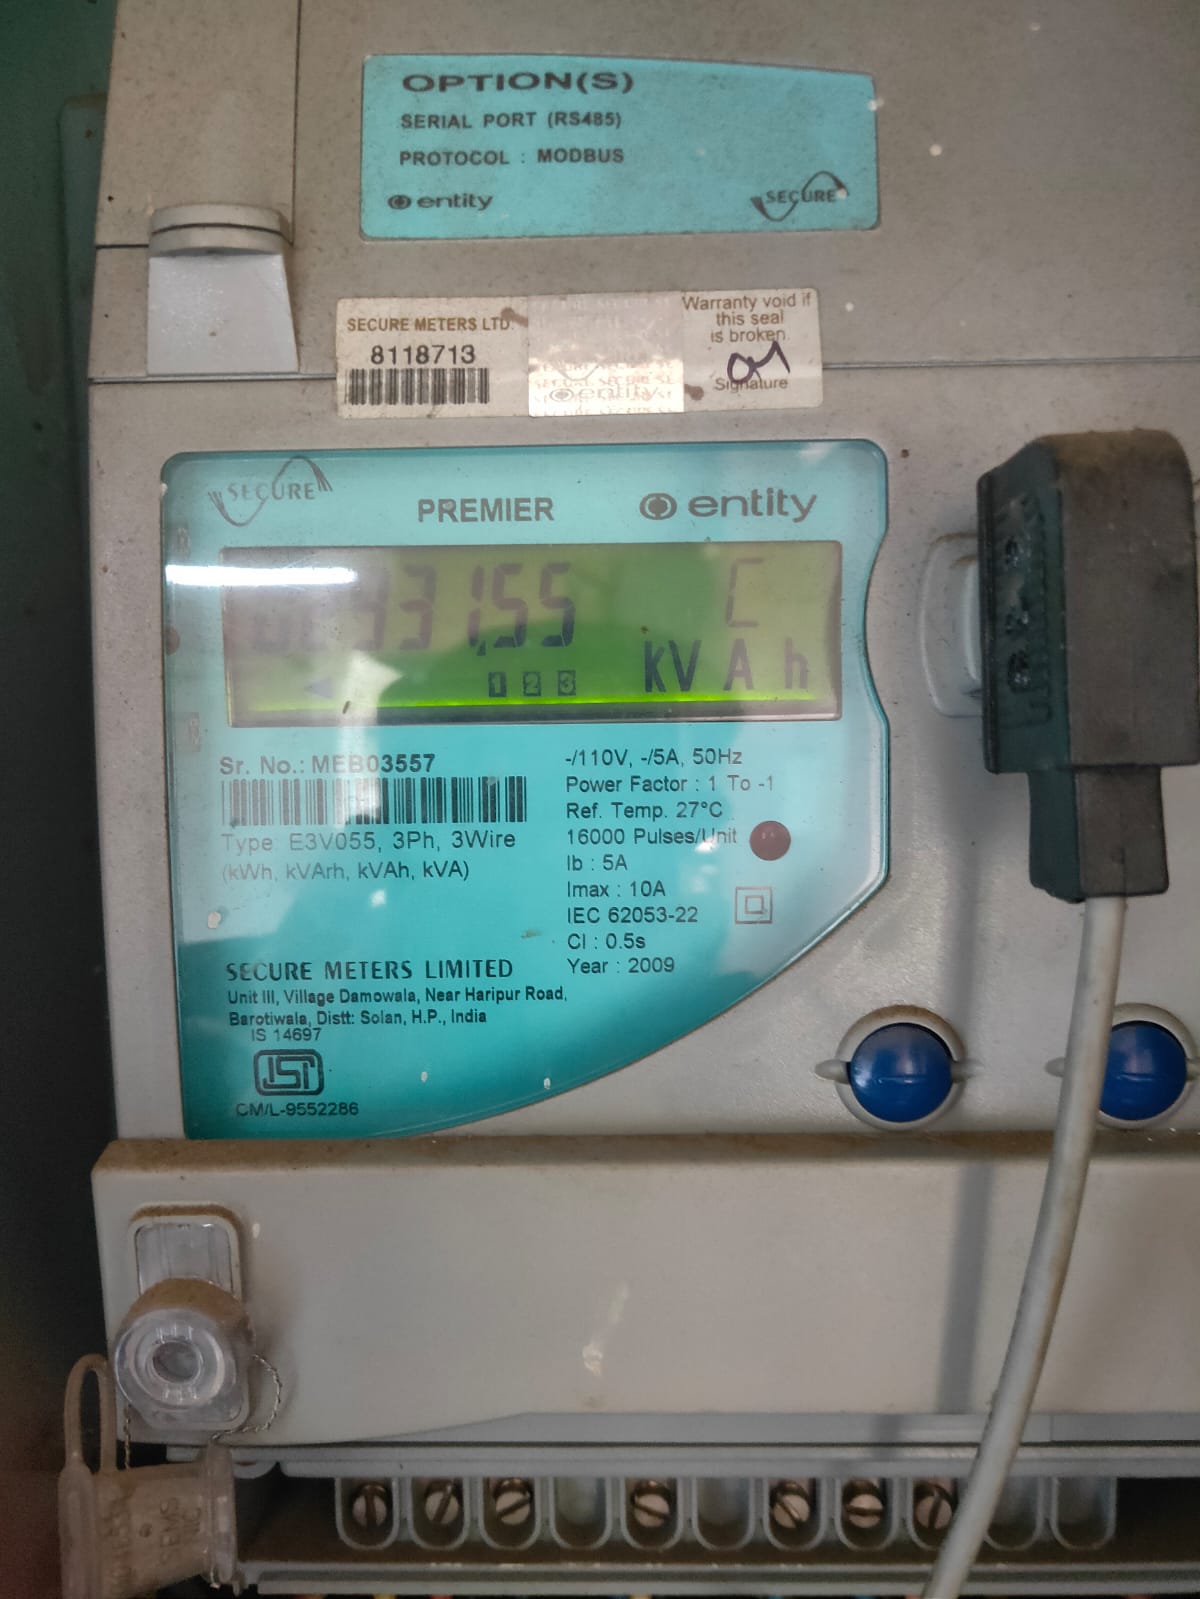 OPTION(S)
SERIAL PORT (RS485)
PROTOCOL : MODBUS
entity
SECURE
SECURE METERS LTD.
8118713
entity
Warranty void if
this seal
is broken.
Signature
SECURE
PREMIER
entity
C
1 2 3
kVAh
Sr. No.: MEB03557
Type: E3V055, 3Ph, 3Wire
(kWh, kVArh, kVAh, kVA)
-/110V, -/5A, 50Hz
Power Factor : 1 To -1
Ref. Temp. 27°C
16000 Pulses/Unit
Ib : 5A
Imax : 10A
IEC 62053-22
Cl : 0.5s
Year : 2009
SECURE METERS LIMITED
Unit III, Village Damowala, Near Haripur Road,
Barotiwala, Distt: Solan, H.P., India
IS 14697
ISI
CM/L-9552286